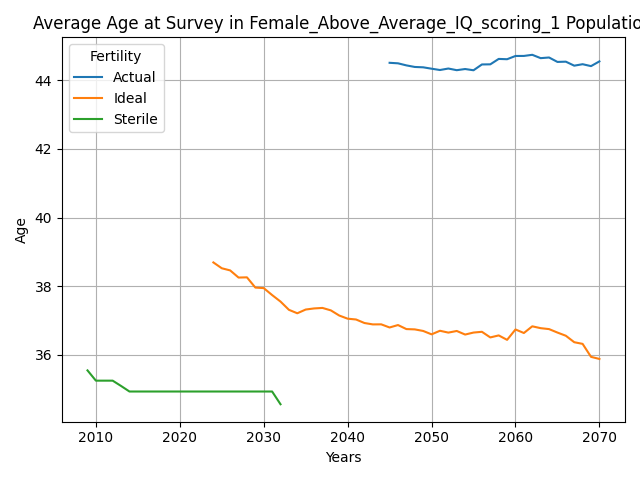 Average Age at Survey in Female_Above_Average_IQ_scoring_1 Populatio
Fertility
Actual
Ideal
Sterile
44
42
40
38
36
Age
2010 2020 2030 2040 2050 2060 2070
Years